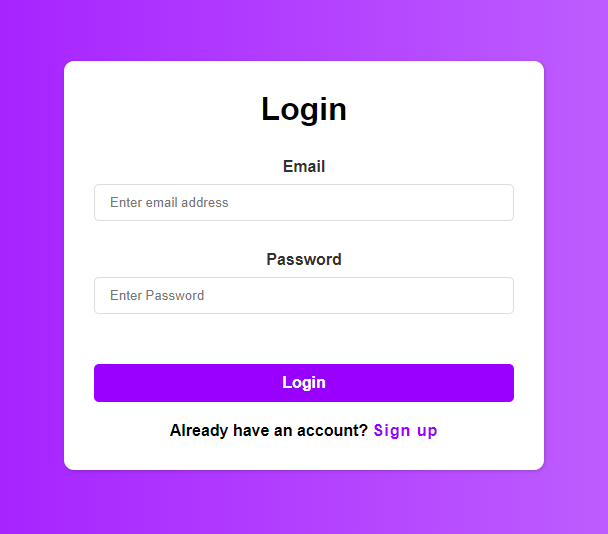 Login
Email
Enter email address
Password
Enter Password
Login
Already have an account? Sign up